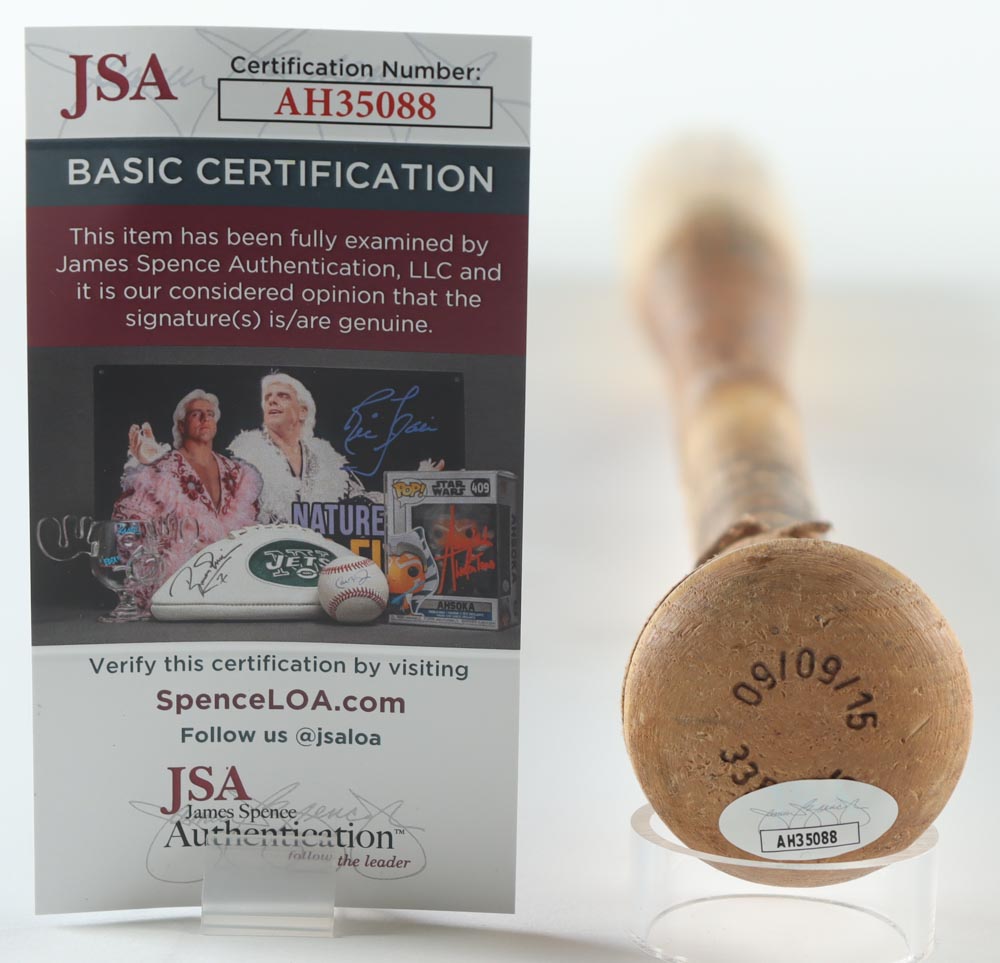 JSA
Certification Number:
AH35088
BASIC CERTIFICATION
This item has been fully examined by
James Spence Authentication, LLC and
it is our considered opinion that the
signature(s) is/are genuine.
NATURE
JETS
POP!
STAR WARS
409
AHSOKA
Verify this certification by visiting
SpenceLOA.com
Follow us @jsaloa
JSA
James Spence
Authentication™
follow the leader
09/09/15
AH35088